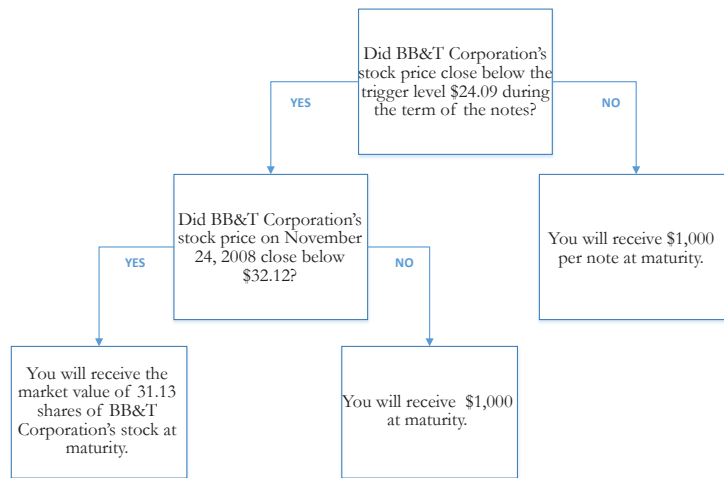 Did BB&T Corporation's
stock price close below the
trigger level $24.09 during
the term of the notes?
YES
NO
Did BB&T Corporation's
stock price on November
24, 2008 close below
$32.12?
You will receive $1,000
per note at maturity.
YES
NO
You will receive the
market value of 31.13
shares of BB&T
Corporation's stock at
maturity.
You will receive $1,000
at maturity.